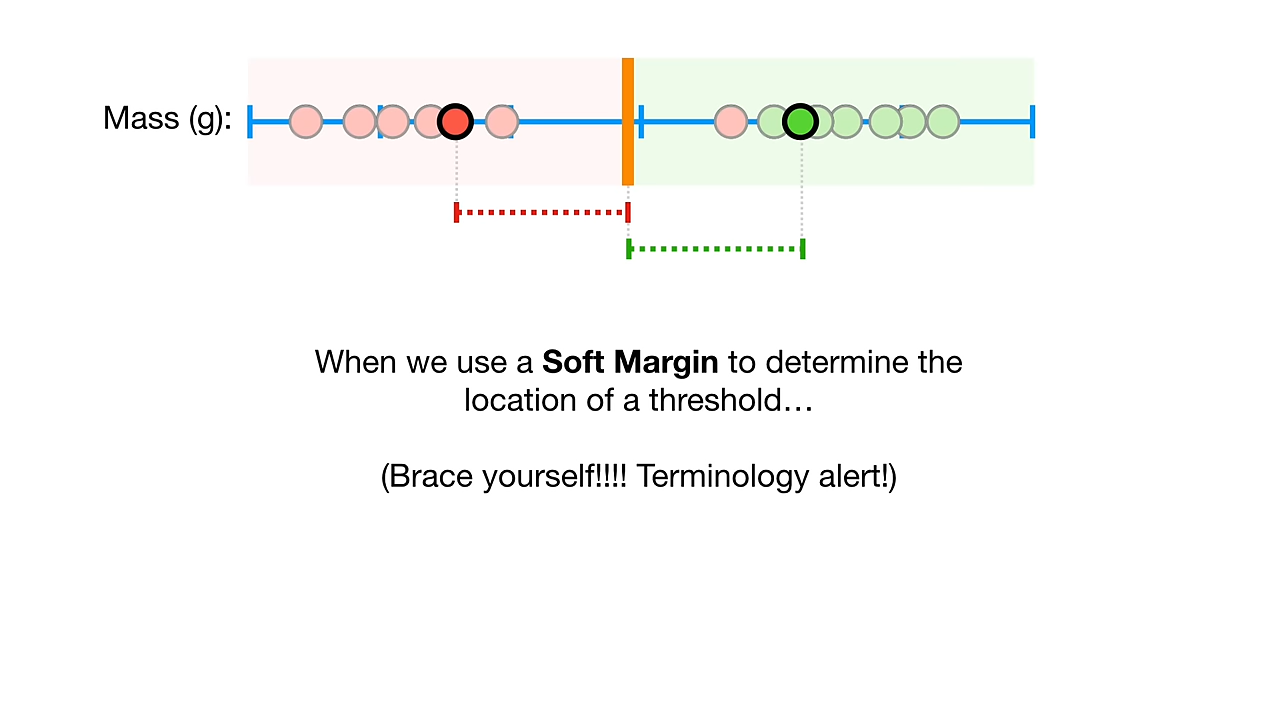 Mass (g):
When we use a Soft Margin to determine the
location of a threshold…
(Brace yourself!!!! Terminology alert!)